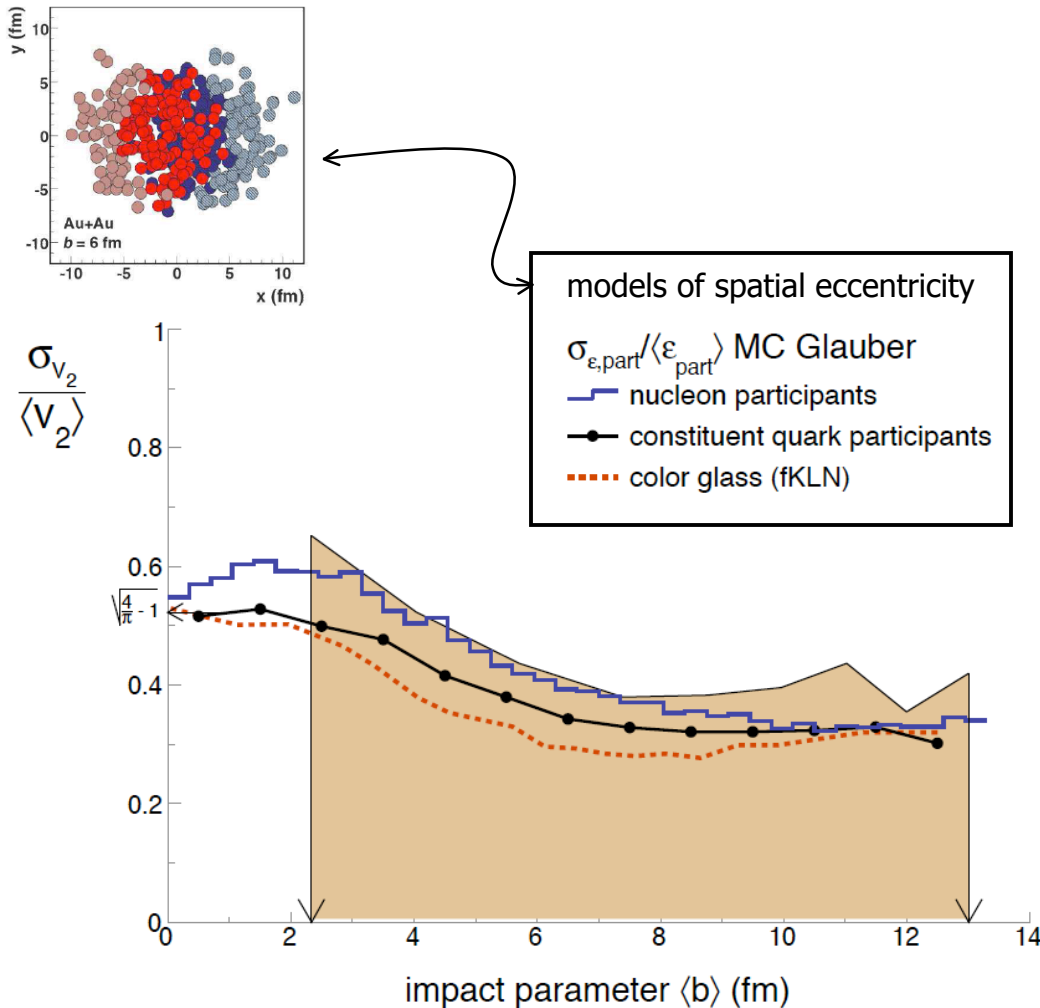 y (fm)
10
5
0
-5
-10
Au+Au
b = 6 fm
-10 -5 0 5 10
x (fm)
models of spatial eccentricity
σε,part/⟨εpart⟩ MC Glauber
nucleon participants
constituent quark participants
color glass (fKLN)
σv2
⟨v2⟩
1
0.8
0.6
√4/π - 1
0.4
0.2
0
0 2 4 6 8 10 12 14
impact parameter ⟨b⟩ (fm)